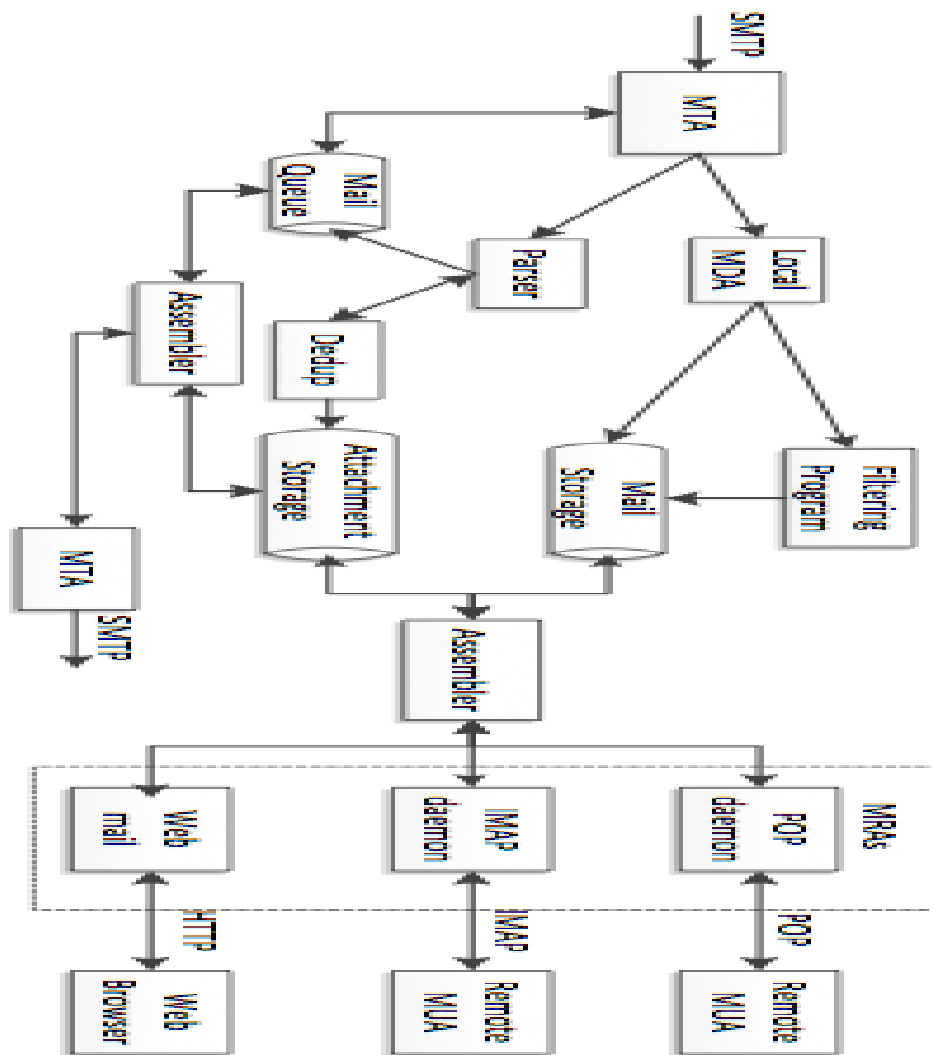 SMTP
MTA
Mail
Queue
Parser
Local
MDA
Assembler
Dedup
Attachment
Storage
Mail
Storage
Filtering
Program
MTA
SMTP
Assembler
MRAs
Web
mail
IMAP
daemon
POP
daemon
HTTP
IMAP
POP
Web
Browser
Remote
MUA
Remote
MUA